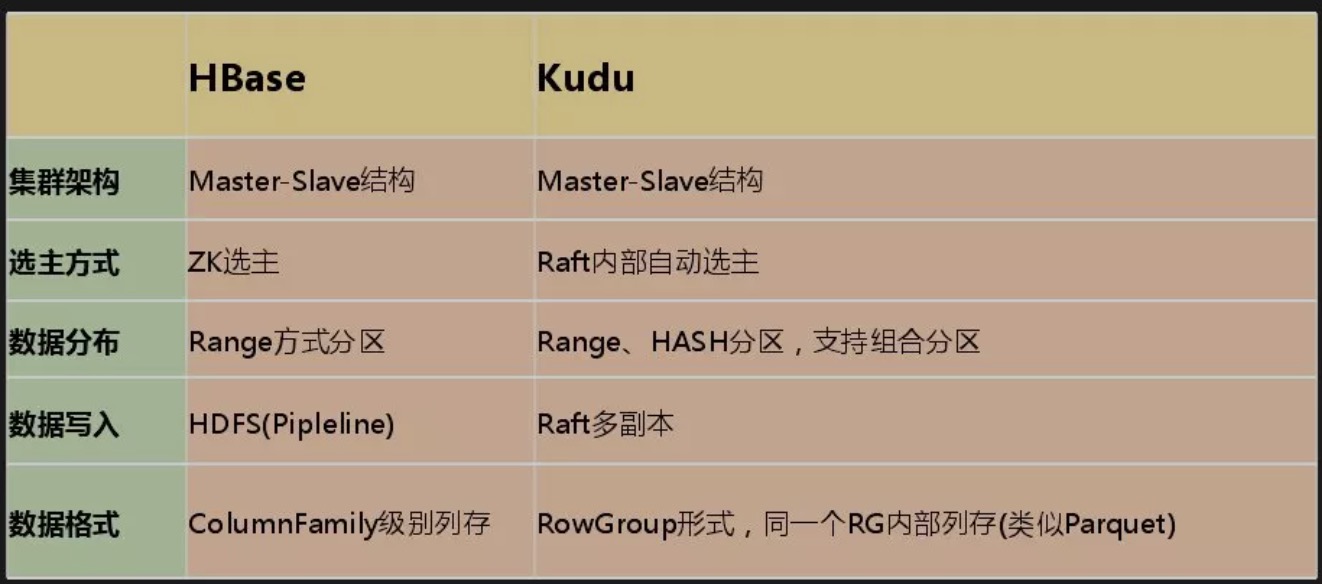 HBase Kudu
集群架构 Master-Slave结构 Master-Slave结构
选主方式 ZK选主 Raft内部自动选主
数据分布 Range方式分区 Range、HASH分区，支持组合分区
数据写入 HDFS(Pipleline) Raft多副本
数据格式 ColumnFamily级别列存 RowGroup形式，同一个RG内部列存(类似Parquet)